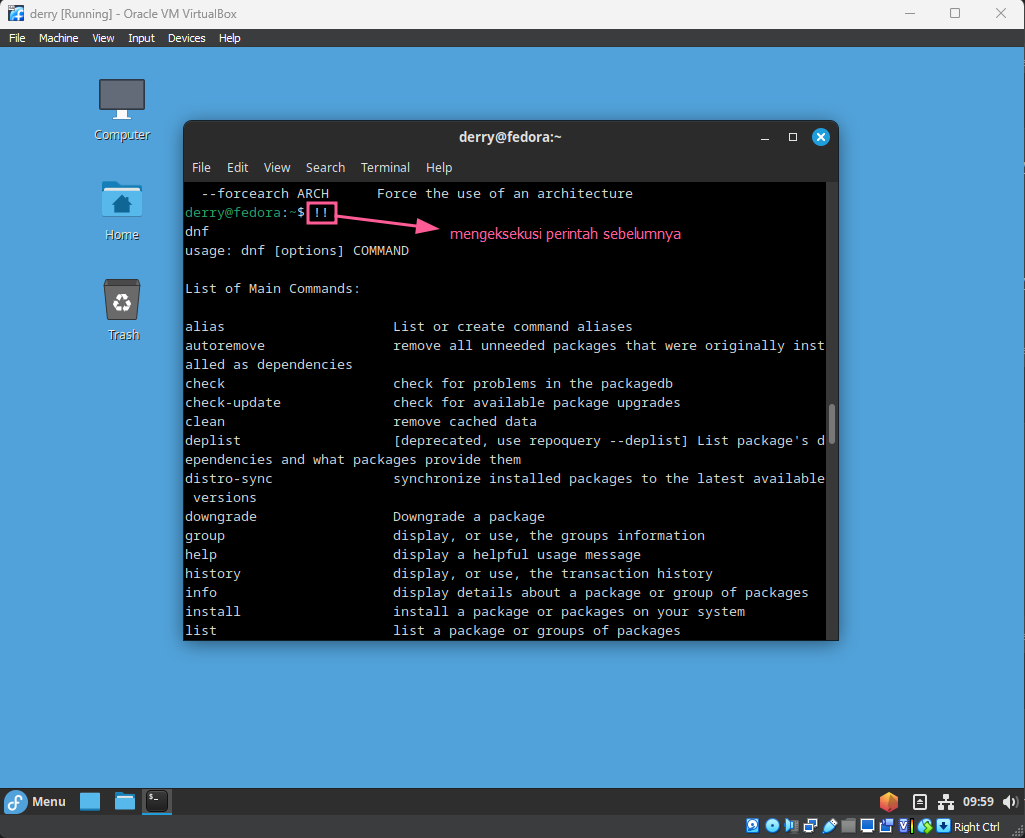 derry [Running] - Oracle VM VirtualBox
File Machine View Input Devices Help
Computer
Home
Trash
derry@fedora:~
File Edit View Search Terminal Help
--forcearch ARCH Force the use of an architecture
derry@fedora:~$ !!
mengeksekusi perintah sebelumnya
dnf
usage: dnf [options] COMMAND
List of Main Commands:
alias List or create command aliases
autoremove remove all unneeded packages that were originally inst
alled as dependencies
check check for problems in the packagedb
check-update check for available package upgrades
clean remove cached data
deplist [deprecated, use repoquery --deplist] List package's d
ependencies and what packages provide them
distro-sync synchronize installed packages to the latest available
versions
downgrade Downgrade a package
group display, or use, the groups information
help display a helpful usage message
history display, or use, the transaction history
info display details about a package or group of packages
install install a package or packages on your system
list list a package or groups of packages
Menu
09:59
Right Ctrl